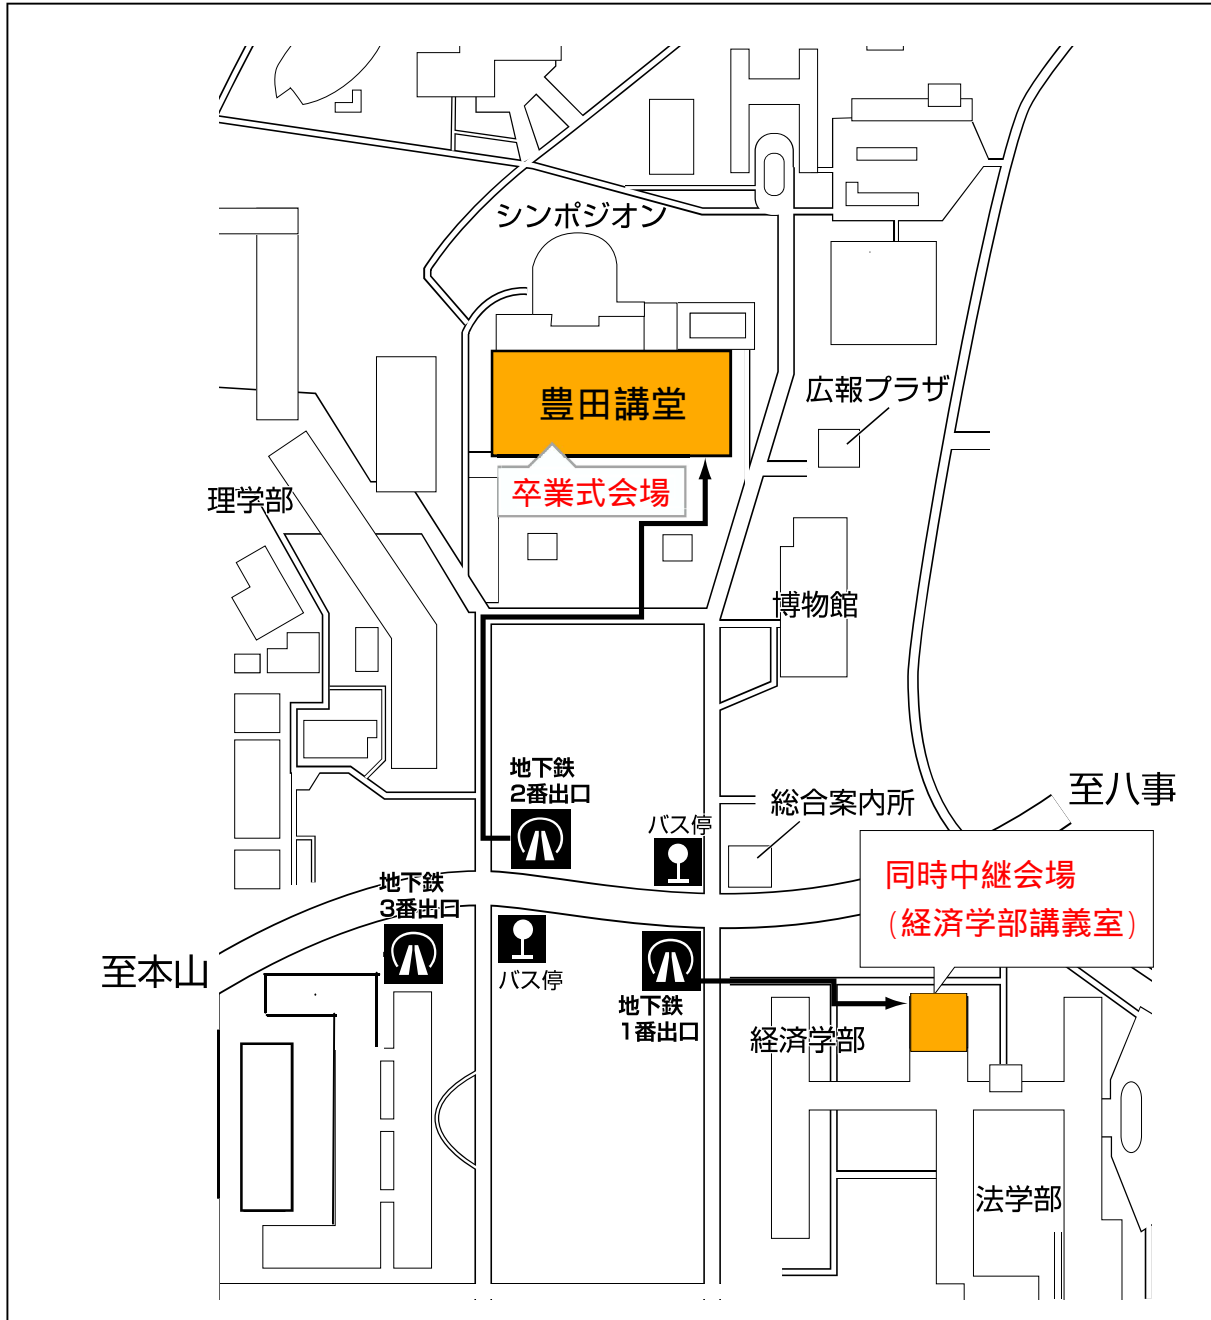 シンポジオン
豊田講堂
広報プラザ
卒業式会場
理学部
博物館
地下鉄
2番出口
至八事
総合案内所
バス停
同時中継会場
(経済学部講義室)
地下鉄
3番出口
至本山
バス停
地下鉄
1番出口
経済学部
法学部